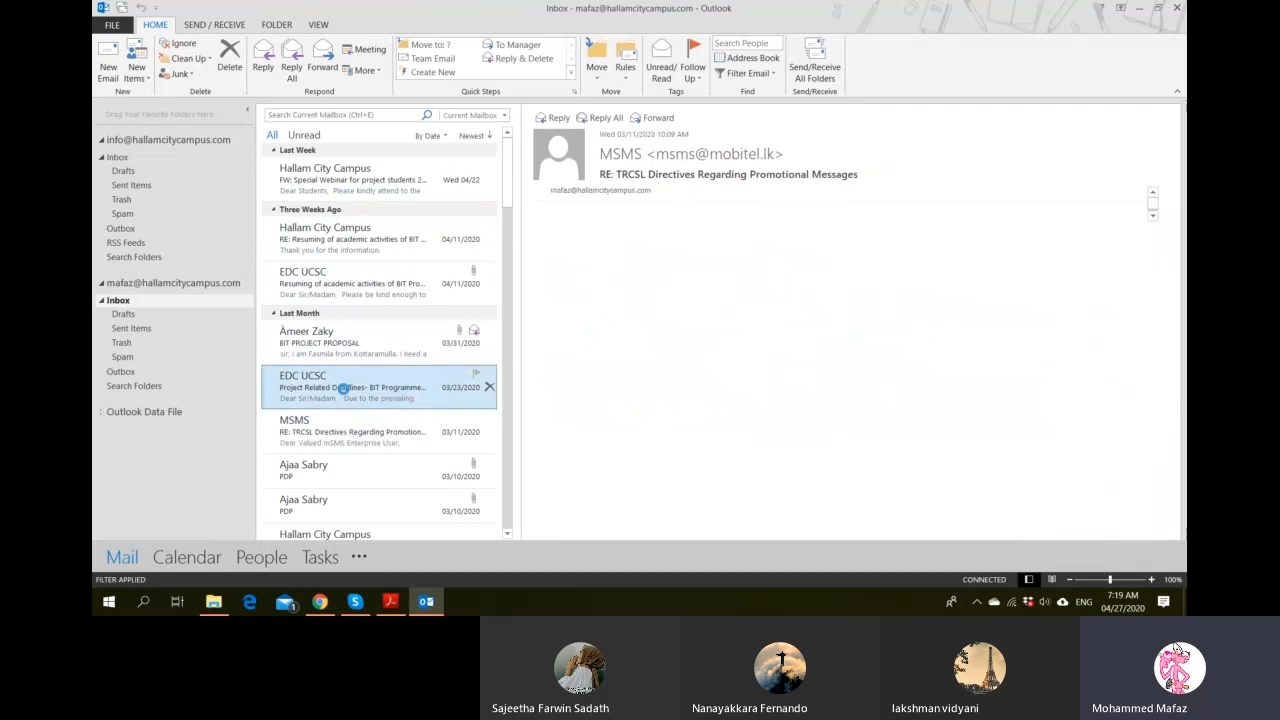 Inbox - mafaz@hallamcitycampus.com - Outlook
FILE HOME SEND / RECEIVE FOLDER VIEW
New Email
New Items
Ignore
Clean Up
Junk
Delete
Reply
Reply All
Forward
Meeting
More
Move to: ?
Team Email
Create New
To Manager
Reply & Delete
Move
Rules
Unread/ Read
Follow Up
Search People
Address Book
Filter Email
Send/Receive All Folders
New Delete Respond Quick Steps Move Tags Find Send/Receive
Drag Your Favorite Folders Here
info@hallamcitycampus.com
Inbox
Drafts
Sent Items
Trash
Spam
Outbox
RSS Feeds
Search Folders
mafaz@hallamcitycampus.com
Inbox
Drafts
Sent Items
Trash
Spam
Outbox
Search Folders
Outlook Data File
Search Current Mailbox (Ctrl+E) Current Mailbox
All Unread By Date Newest
Last Week
Hallam City Campus
FW: Special Webinar for project students 2... Wed 04/22
Dear Students, Please kindly attend to the
Three Weeks Ago
Hallam City Campus
RE: Resuming of academic activities of BIT ... 04/11/2020
Thank you for the information.
EDC UCSC
Resuming of academic activities of BIT Pro... 04/11/2020
Dear Sir/Madam. Please be kind enough to
Last Month
Àmeer Zaky
BIT PROJECT PROPOSAL 03/31/2020
sir, i am Fasmila from Kottaramulla. I need a
EDC UCSC
Project Related Deadlines- BIT Programme... 03/23/2020
Dear Sir/Madam. Due to the prevailing
MSMS
RE: TRCSL Directives Regarding Promotion... 03/11/2020
Dear Valued mSMS Enterprise User,
Ajaa Sabry
PDP 03/10/2020
Ajaa Sabry
PDP 03/10/2020
Hallam City Campus
Reply Reply All Forward
Wed 03/11/2020 10:09 AM
MSMS <msms@mobitel.lk>
RE: TRCSL Directives Regarding Promotional Messages
mafaz@hallamcitycampus.com
Mail Calendar People Tasks •••
FILTER APPLIED CONNECTED 100%
1 ENG 7:19 AM
04/27/2020
Sajeetha Farwin Sadath Nanayakkara Fernando lakshman vidyani Mohammed Mafaz